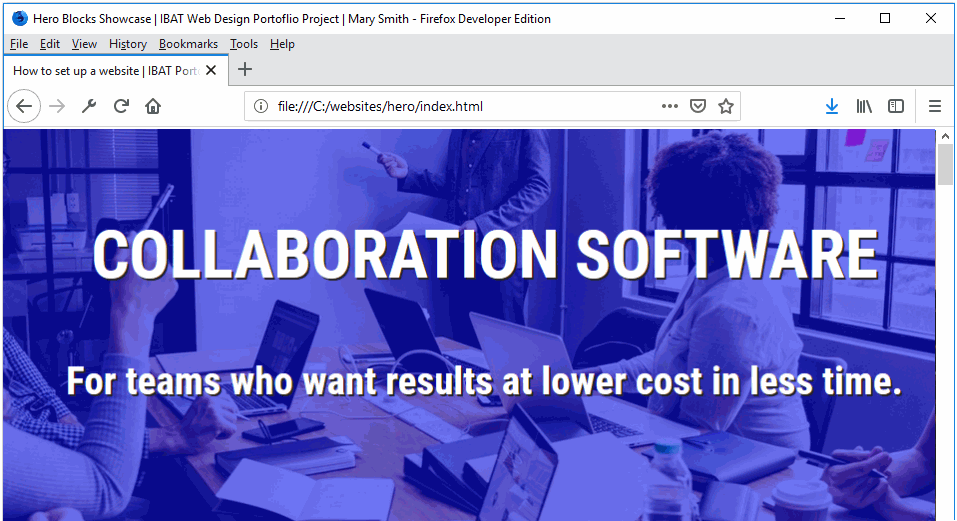 Hero Blocks Showcase | IBAT Web Design Portoflio Project | Mary Smith - Firefox Developer Edition
File Edit View History Bookmarks Tools Help
How to set up a website | IBAT Port
file:///C:/websites/hero/index.html
COLLABORATION SOFTWARE
For teams who want results at lower cost in less time.